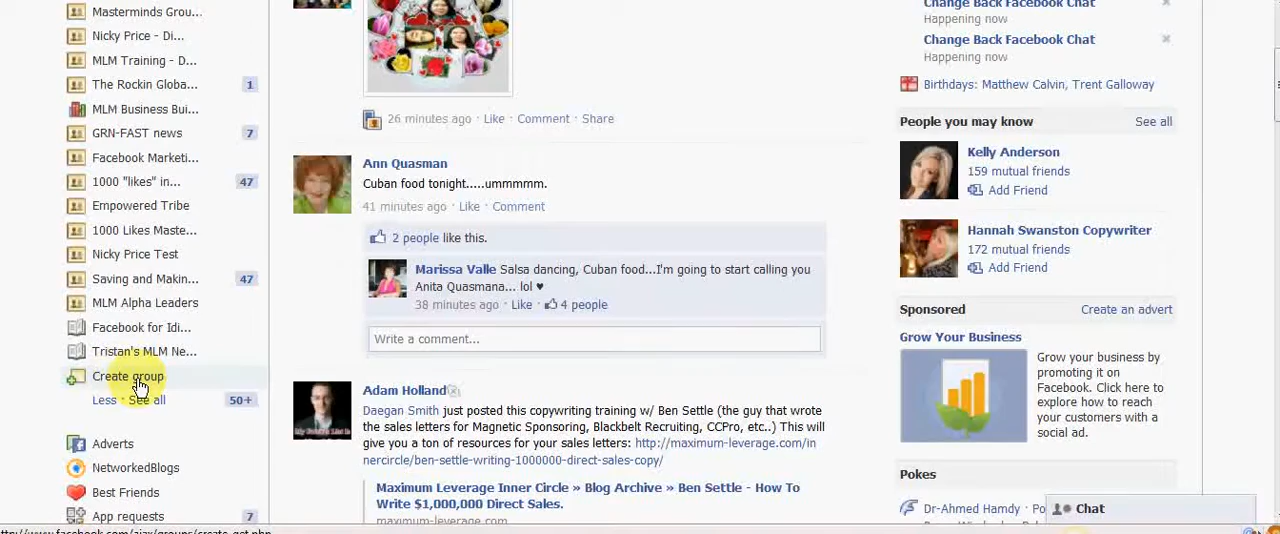 Masterminds Grou...
Nicky Price - Di...
MLM Training - D...
The Rockin Globa... 1
MLM Business Bui...
GRN-FAST news 7
Facebook Marketi...
1000 "likes" in... 47
Empowered Tribe
1000 Likes Maste...
Nicky Price Test
Saving and Makin... 47
MLM Alpha Leaders
Facebook for Idi...
Tristan's MLM Ne...
Create group
Less · See all 50+
Adverts
NetworkedBlogs
Best Friends
App requests 7
26 minutes ago · Like · Comment · Share
Ann Quasman
Cuban food tonight.....ummmmm.
41 minutes ago · Like · Comment
2 people like this.
Marissa Valle Salsa dancing, Cuban food...I'm going to start calling you
Anita Quasmana... lol ♥
38 minutes ago · Like · 4 people
Write a comment...
Adam Holland
Daegan Smith just posted this copywriting training w/ Ben Settle (the guy that wrote
the sales letters for Magnetic Sponsoring, Blackbelt Recruiting, CCPro, etc..) This will
give you a ton of resources for your sales letters: http://maximum-leverage.com/in
nercircle/ben-settle-writing-1000000-direct-sales-copy/
Maximum Leverage Inner Circle » Blog Archive » Ben Settle - How To
Write $1,000,000 Direct Sales.
maximum-leverage.com
Change Back Facebook Chat
Happening now
Change Back Facebook Chat
Happening now
Birthdays: Matthew Calvin, Trent Galloway
People you may know See all
Kelly Anderson
159 mutual friends
Add Friend
Hannah Swanston Copywriter
172 mutual friends
Add Friend
Sponsored Create an advert
Grow Your Business
Grow your business by
promoting it on
Facebook. Click here to
explore how to reach
your customers with a
social ad.
Pokes
Dr-Ahmed Hamdy · Po
Chat